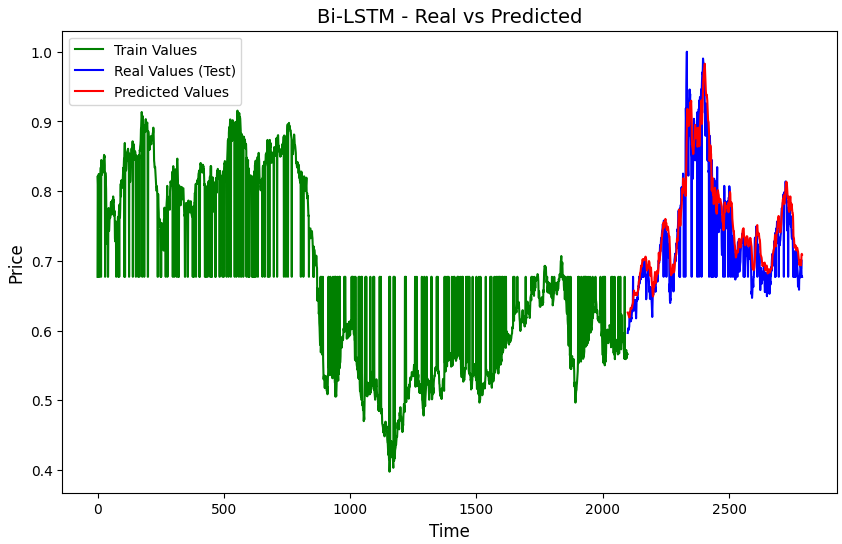 Bi-LSTM - Real vs Predicted
Train Values
Real Values (Test)
Predicted Values
Price
1.0
0.9
0.8
0.7
0.6
0.5
0.4
0
500
1000
1500
2000
2500
Time